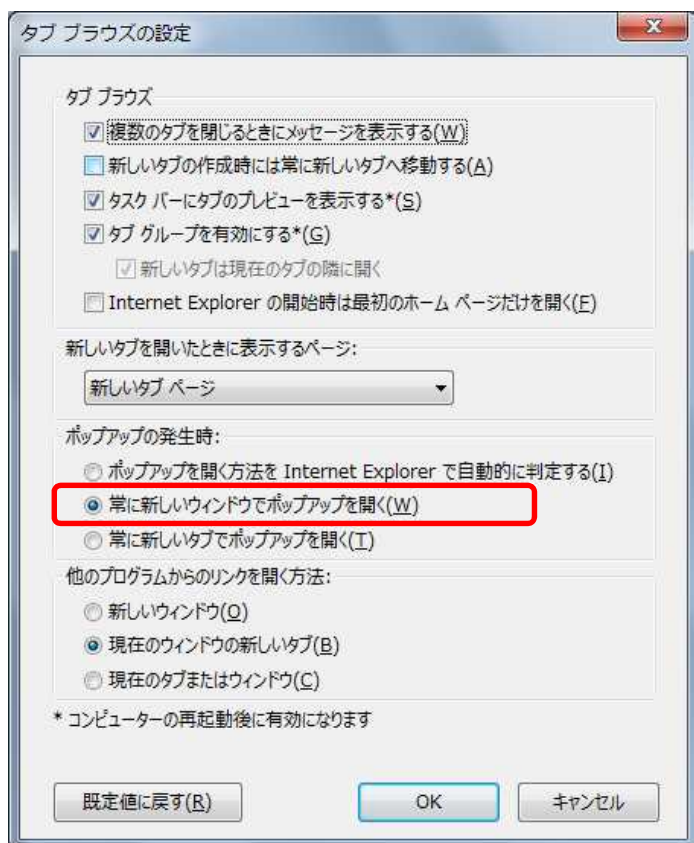 タブ ブラウズの設定
タブ ブラウズ
複数のタブを閉じるときにメッセージを表示する(W)
新しいタブの作成時には常に新しいタブへ移動する(A)
タスク バーにタブのプレビューを表示する*(S)
タブ グループを有効にする*(G)
新しいタブは現在のタブの隣に開く
Internet Explorer の開始時は最初のホーム ページだけを開く(F)
新しいタブを開いたときに表示するページ:
新しいタブ ページ
ポップアップの発生時:
ポップアップを開く方法を Internet Explorer で自動的に判定する(I)
常に新しいウィンドウでポップアップを開く(W)
常に新しいタブでポップアップを開く(T)
他のプログラムからのリンクを開く方法:
新しいウィンドウ(O)
現在のウィンドウの新しいタブ(B)
現在のタブまたはウィンドウ(C)
* コンピューターの再起動後に有効になります
既定値に戻す(R)
OK
キャンセル